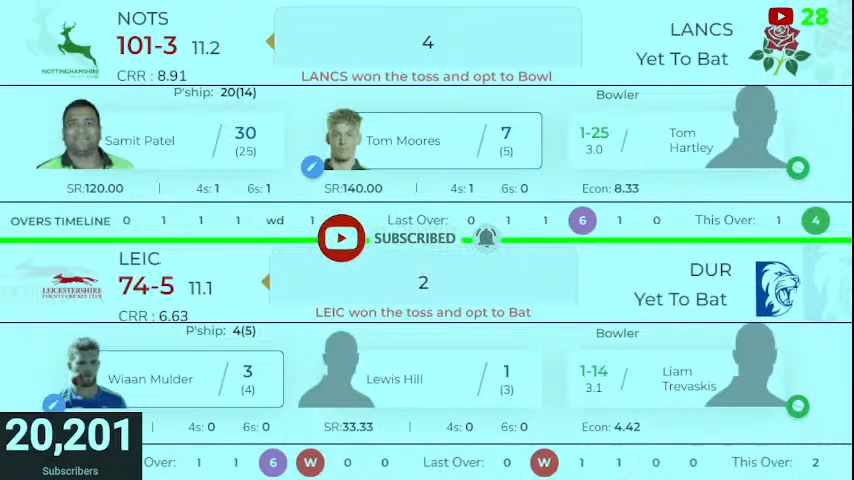 NOTS
101-3 11.2
CRR : 8.91
NOTTINGHAMSHIRE
4
LANCS won the toss and opt to Bowl
28
LANCS
Yet To Bat
P'ship: 20(14)
Samit Patel
30
(25)
Tom Moores
7
(5)
Bowler
1-25
3.0
Tom
Hartley
SR:120.00 4s: 1 6s: 1
SR:140.00 4s: 1 6s: 0
Econ: 8.33
OVERS TIMELINE 0 1 1 1 wd 1
Last Over: 0 1 1 6 1 0
This Over: 1 4
SUBSCRIBED
LEIC
74-5 11.1
CRR : 6.63
LEICESTERSHIRE
COUNTY CRICKET CLUB
2
LEIC won the toss and opt to Bat
DUR
Yet To Bat
P'ship: 4(5)
Wiaan Mulder
3
(4)
Lewis Hill
1
(3)
Bowler
1-14
3.1
Liam
Trevaskis
4s: 0 6s: 0
SR:33.33 4s: 0 6s: 0
Econ: 4.42
20,201
Subscribers
Over: 1 1 6 W 0 0
Last Over: 0 W 1 1 0 0
This Over: 2